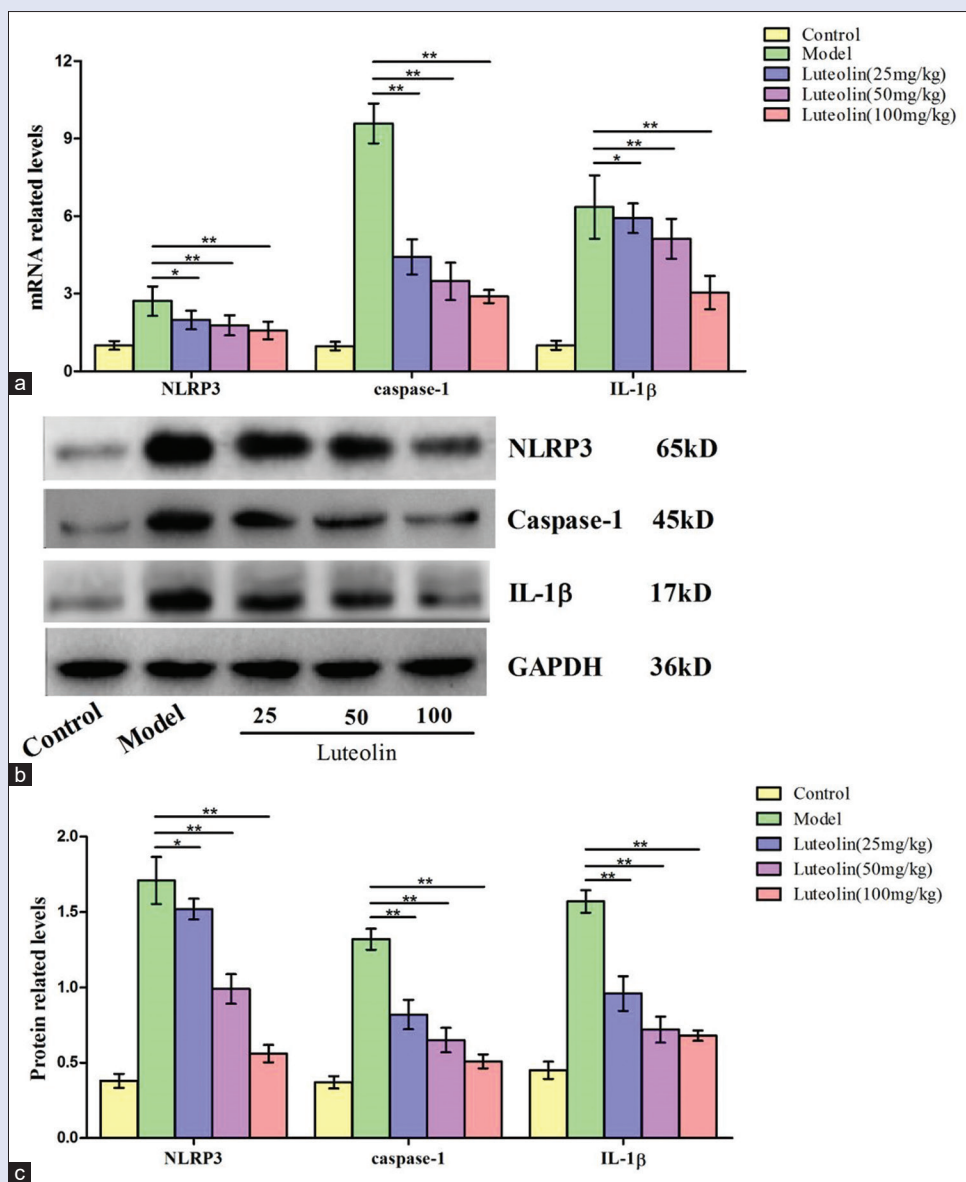 Control
Model
Luteolin(25mg/kg)
Luteolin(50mg/kg)
Luteolin(100mg/kg)
12
9
6
3
0
mRNA related levels
*
**
**
**
**
**
*
**
**
NLRP3 caspase-1 IL-1β
a
NLRP3 65kD
Caspase-1 45kD
IL-1β 17kD
GAPDH 36kD
Control Model 25 50 100
Luteolin
b
Control
Model
Luteolin(25mg/kg)
Luteolin(50mg/kg)
Luteolin(100mg/kg)
2.0
1.5
1.0
0.5
0.0
Protein related levels
*
**
**
**
**
**
**
**
**
NLRP3 caspase-1 IL-1β
c